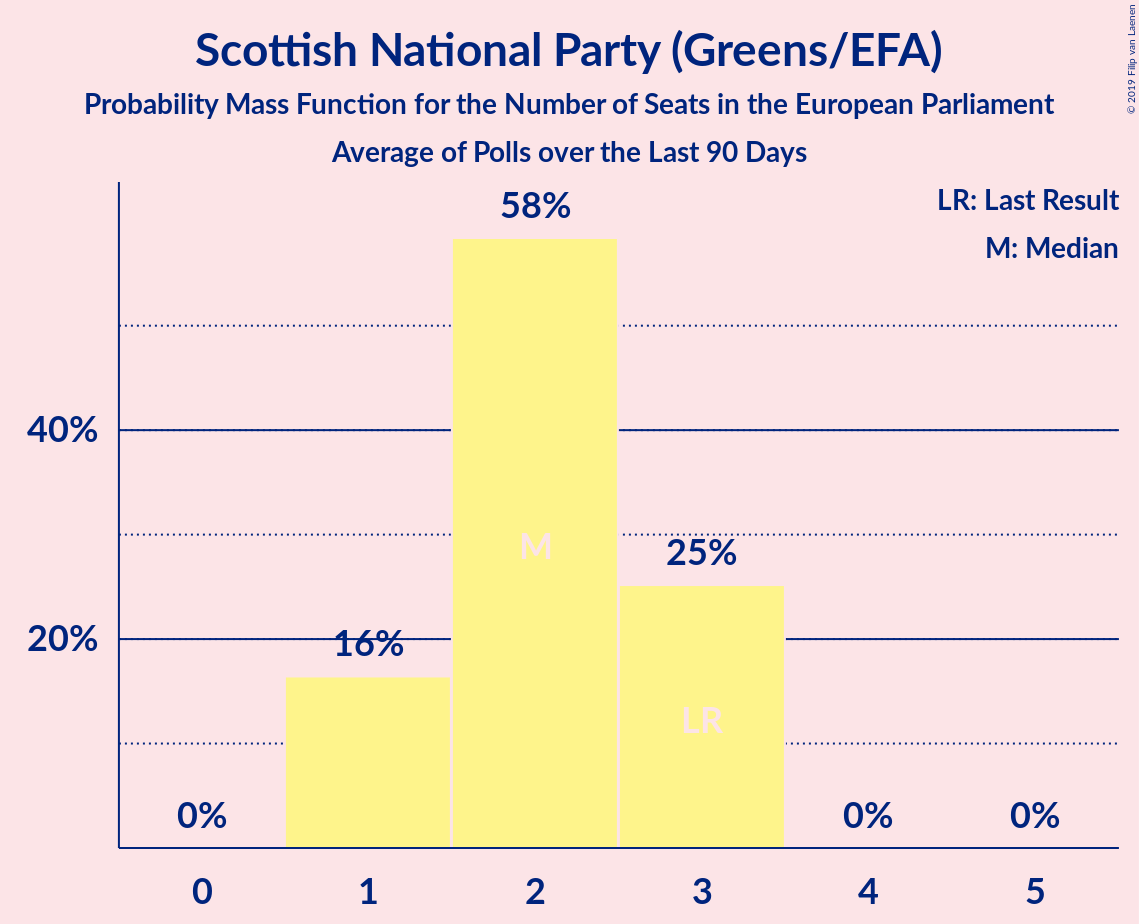 Scottish National Party (Greens/EFA)
Probability Mass Function for the Number of Seats in the European Parliament
Average of Polls over the Last 90 Days
© 2019 Filip van Laenen
LR: Last Result
M: Median
58%
40%
M
25%
20%
16%
LR
0%
0%
0%
0
1
2
3
4
5